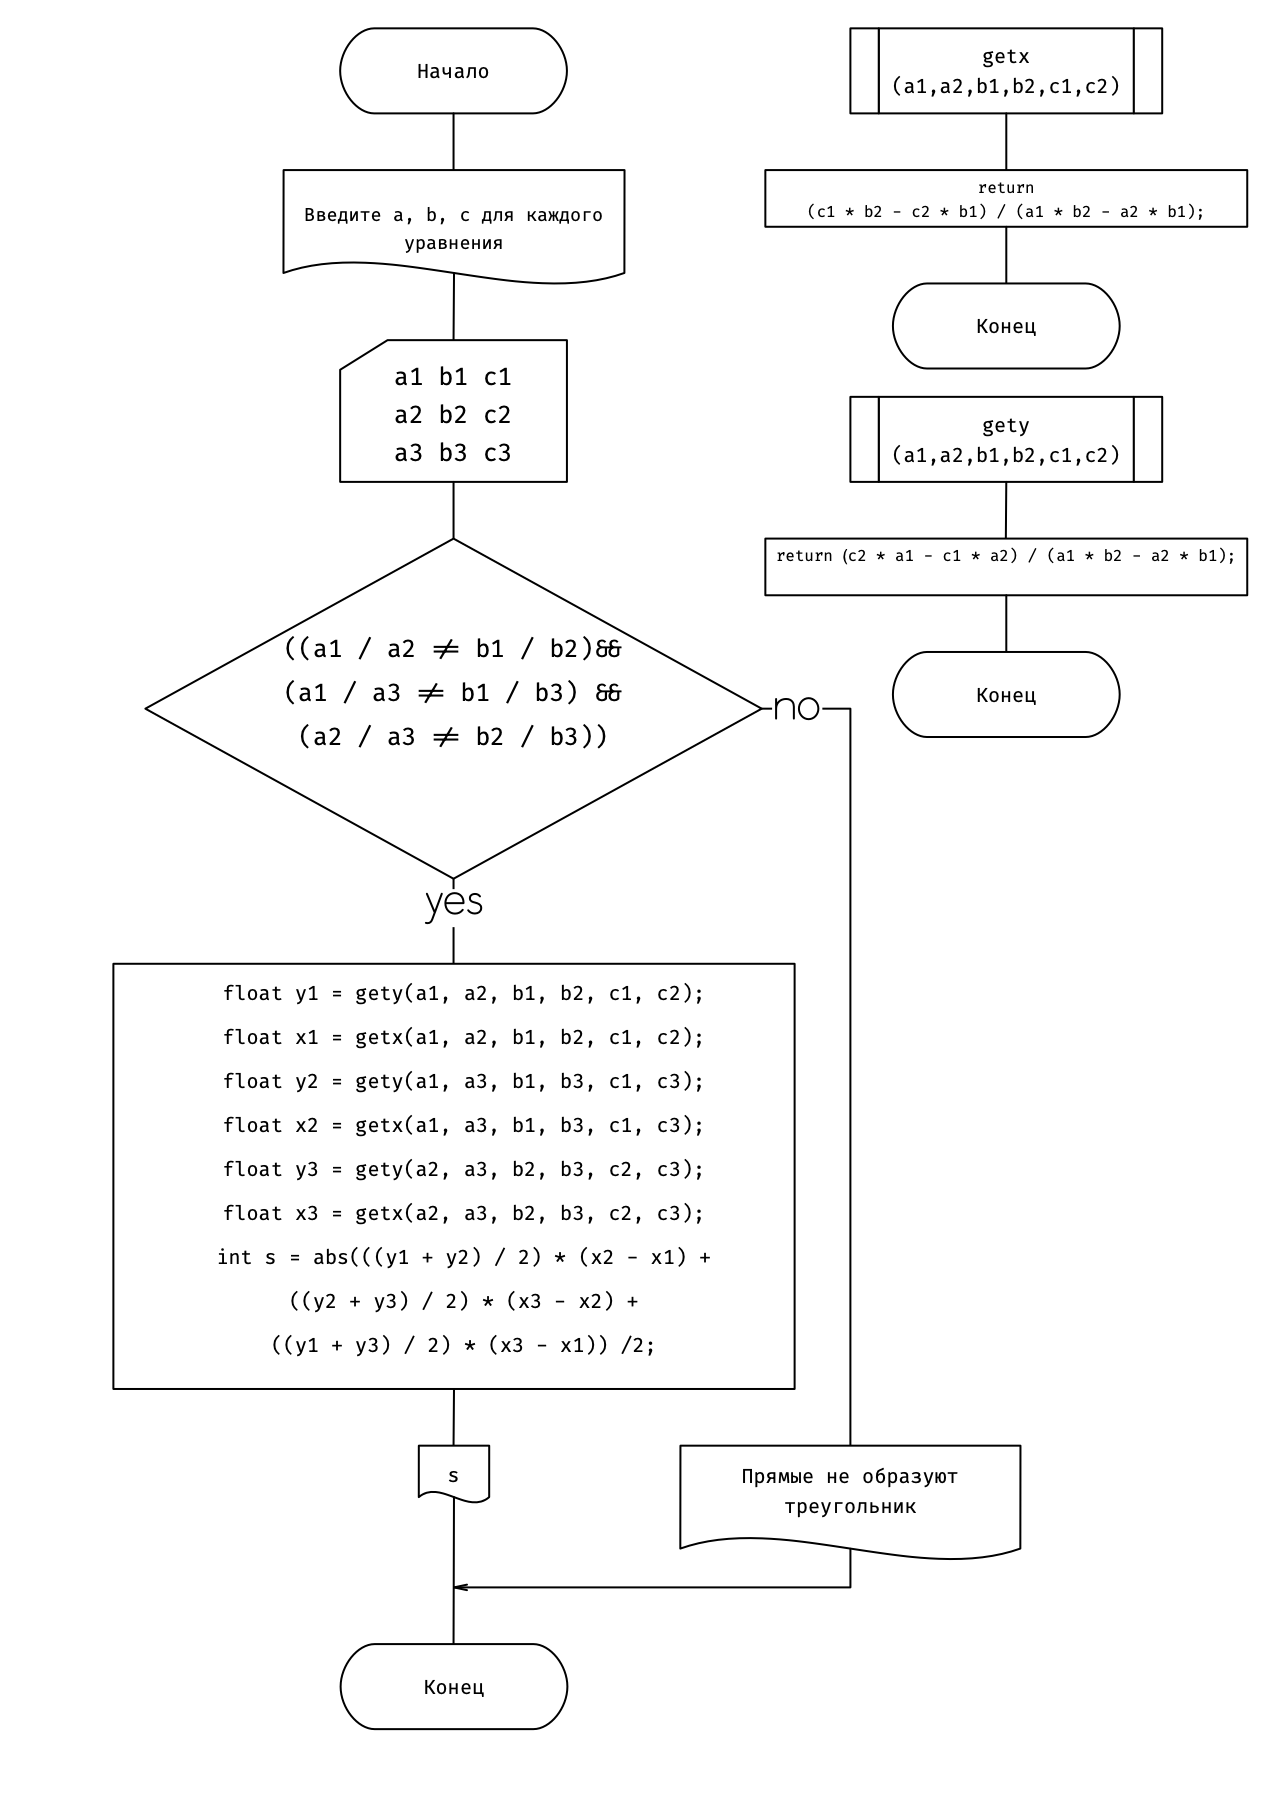 Начало
Введите a, b, c для каждого
уравнения
a1 b1 c1
a2 b2 c2
a3 b3 c3
((a1 / a2 ≠ b1 / b2)&&
(a1 / a3 ≠ b1 / b3) &&
(a2 / a3 ≠ b2 / b3))
no
yes
float y1 = gety(a1, a2, b1, b2, c1, c2);
float x1 = getx(a1, a2, b1, b2, c1, c2);
float y2 = gety(a1, a3, b1, b3, c1, c3);
float x2 = getx(a1, a3, b1, b3, c1, c3);
float y3 = gety(a2, a3, b2, b3, c2, c3);
float x3 = getx(a2, a3, b2, b3, c2, c3);
int s = abs(((y1 + y2) / 2) * (x2 - x1) +
((y2 + y3) / 2) * (x3 - x2) +
((y1 + y3) / 2) * (x3 - x1)) /2;
s
Прямые не образуют
треугольник
Конец
getx
(a1,a2,b1,b2,c1,c2)
return
(c1 * b2 - c2 * b1) / (a1 * b2 - a2 * b1);
Конец
gety
(a1,a2,b1,b2,c1,c2)
return (c2 * a1 - c1 * a2) / (a1 * b2 - a2 * b1);
Конец